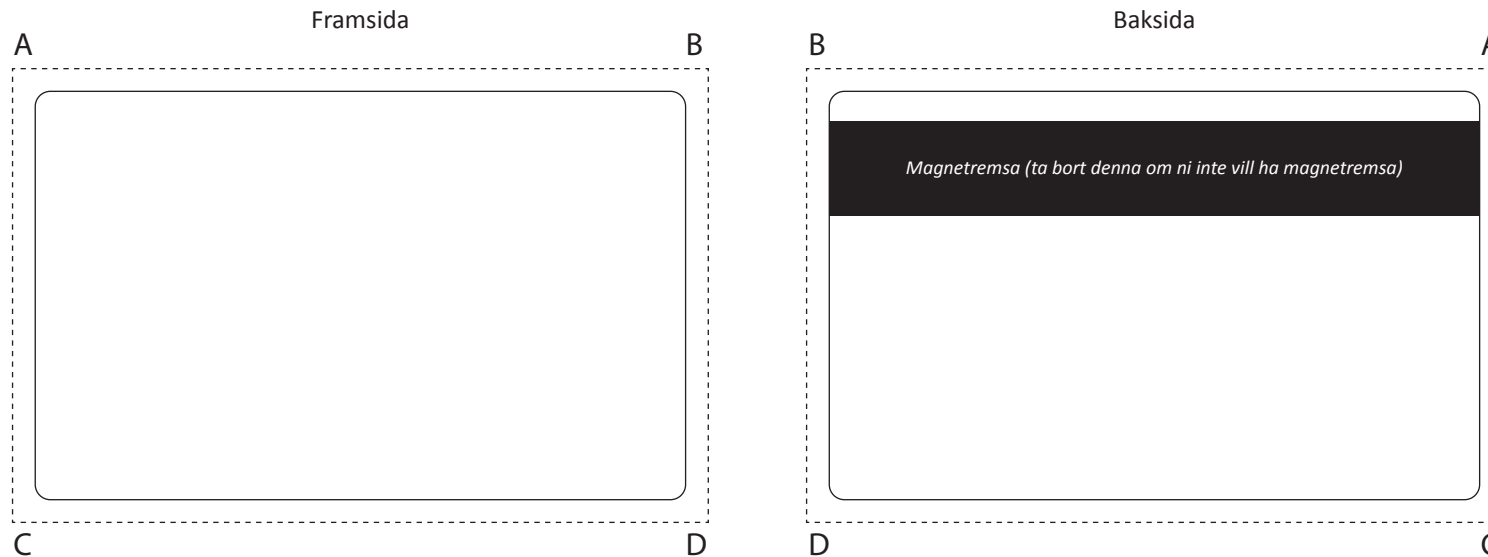 Framsida
A B
C D
Baksida
B A
Magnetremsa (ta bort denna om ni inte vill ha magnetremsa)
D C